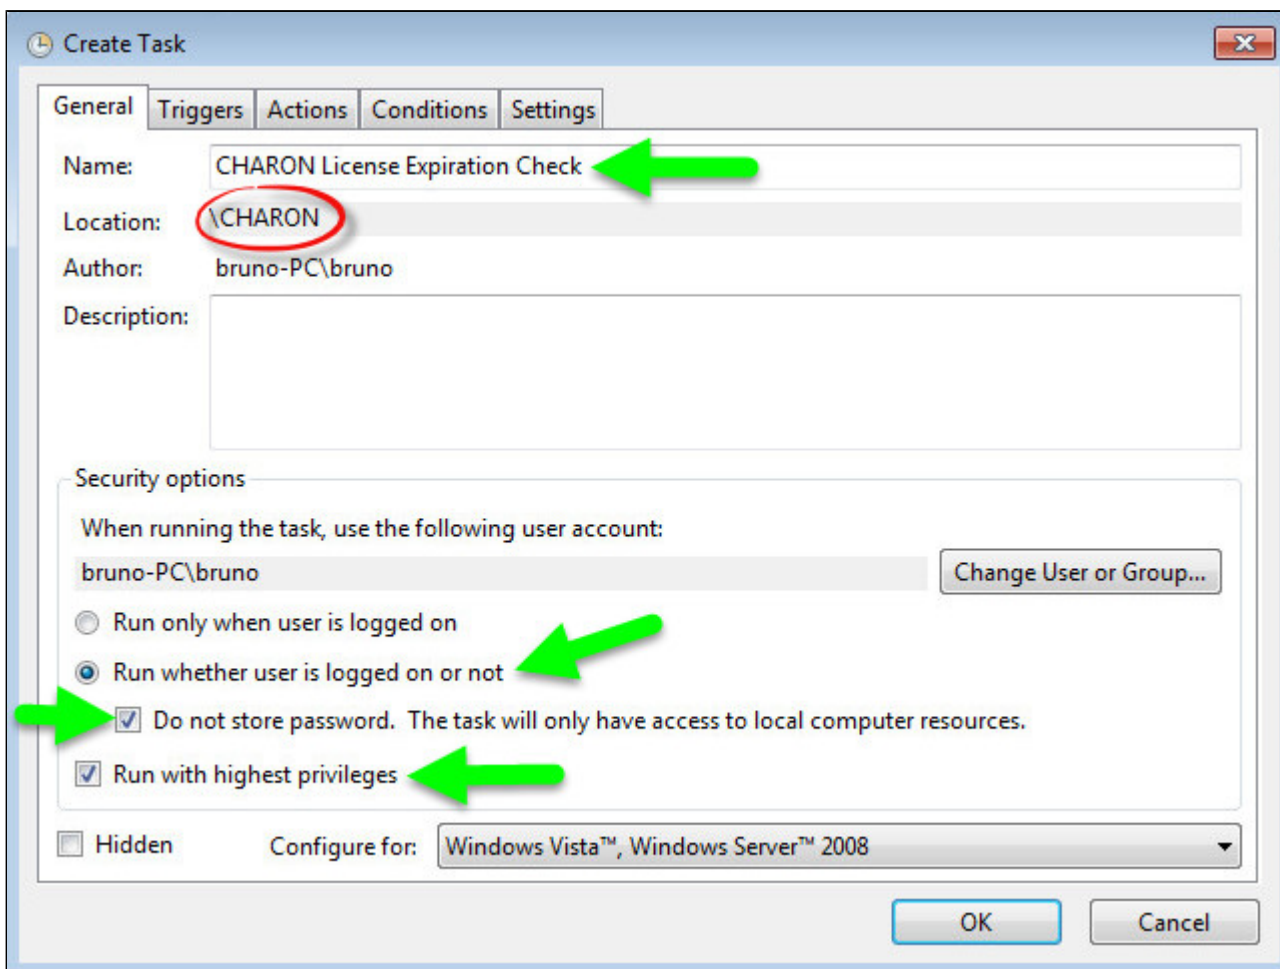 Create Task
General Triggers Actions Conditions Settings
Name: CHARON License Expiration Check
Location: \CHARON
Author: bruno-PC\bruno
Description:
Security options
When running the task, use the following user account:
bruno-PC\bruno Change User or Group...
Run only when user is logged on
Run whether user is logged on or not
Do not store password. The task will only have access to local computer resources.
Run with highest privileges
Hidden Configure for: Windows Vista™, Windows Server™ 2008
OK Cancel